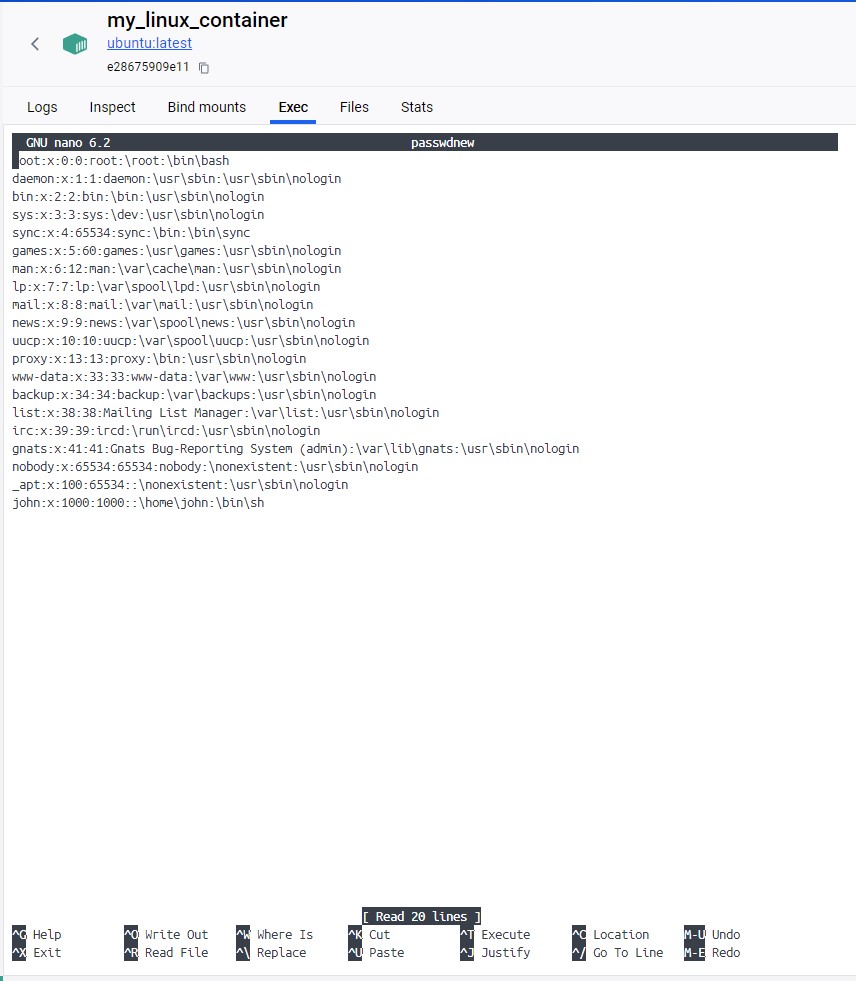 my_linux_container
ubuntu:latest
e28675909e11
Logs Inspect Bind mounts Exec Files Stats
GNU nano 6.2 passwdnew
oot:x:0:0:root:\root:\bin\bash
daemon:x:1:1:daemon:\usr\sbin:\usr\sbin\nologin
bin:x:2:2:bin:\bin:\usr\sbin\nologin
sys:x:3:3:sys:\dev:\usr\sbin\nologin
sync:x:4:65534:sync:\bin:\bin\sync
games:x:5:60:games:\usr\games:\usr\sbin\nologin
man:x:6:12:man:\var\cache\man:\usr\sbin\nologin
lp:x:7:7:lp:\var\spool\lpd:\usr\sbin\nologin
mail:x:8:8:mail:\var\mail:\usr\sbin\nologin
news:x:9:9:news:\var\spool\news:\usr\sbin\nologin
uucp:x:10:10:uucp:\var\spool\uucp:\usr\sbin\nologin
proxy:x:13:13:proxy:\bin:\usr\sbin\nologin
www-data:x:33:33:www-data:\var\www:\usr\sbin\nologin
backup:x:34:34:backup:\var\backups:\usr\sbin\nologin
list:x:38:38:Mailing List Manager:\var\list:\usr\sbin\nologin
irc:x:39:39:ircd:\run\ircd:\usr\sbin\nologin
gnats:x:41:41:Gnats Bug-Reporting System (admin):\var\lib\gnats:\usr\sbin\nologin
nobody:x:65534:65534:nobody:\nonexistent:\usr\sbin\nologin
_apt:x:100:65534::\nonexistent:\usr\sbin\nologin
john:x:1000:1000::\home\john:\bin\sh
[ Read 20 lines ]
^G Help ^O Write Out ^W Where Is ^K Cut ^T Execute ^C Location M-U Undo
^X Exit ^R Read File ^\ Replace ^U Paste ^J Justify ^/ Go To Line M-E Redo